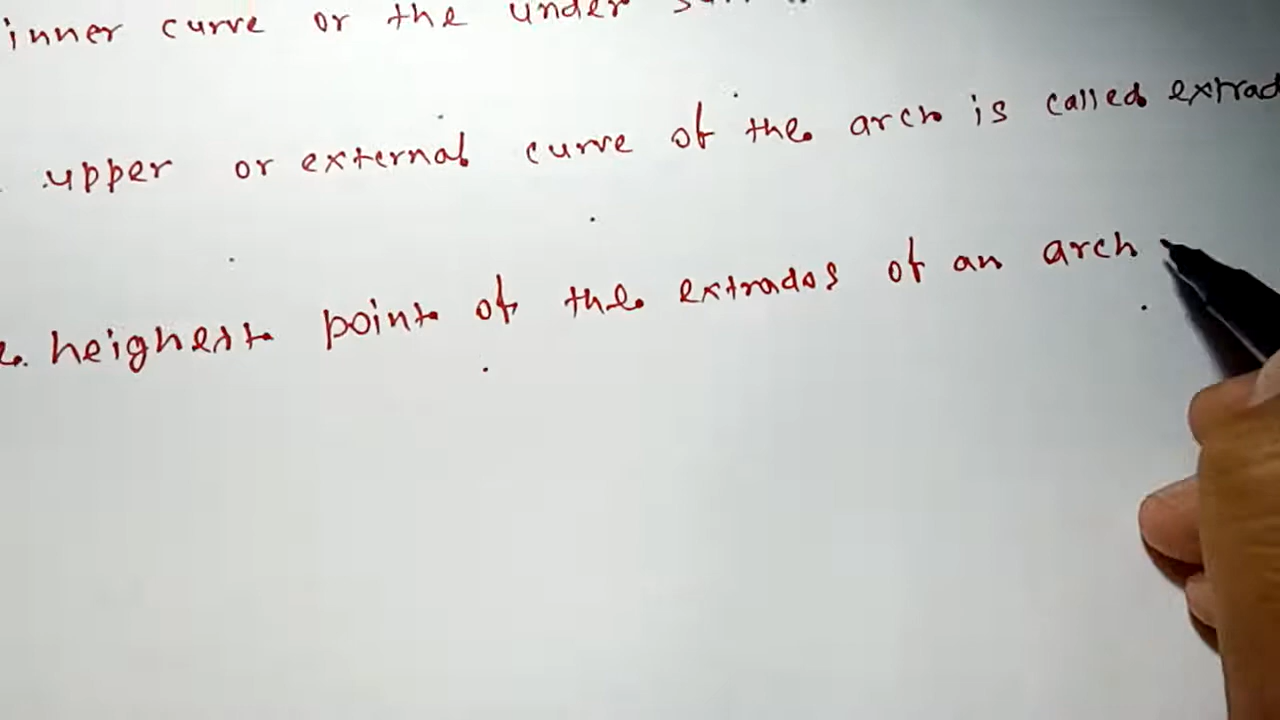 inner curve or the under
upper or external curve of the arch is called extrad
heighest point of the extrados of an arch